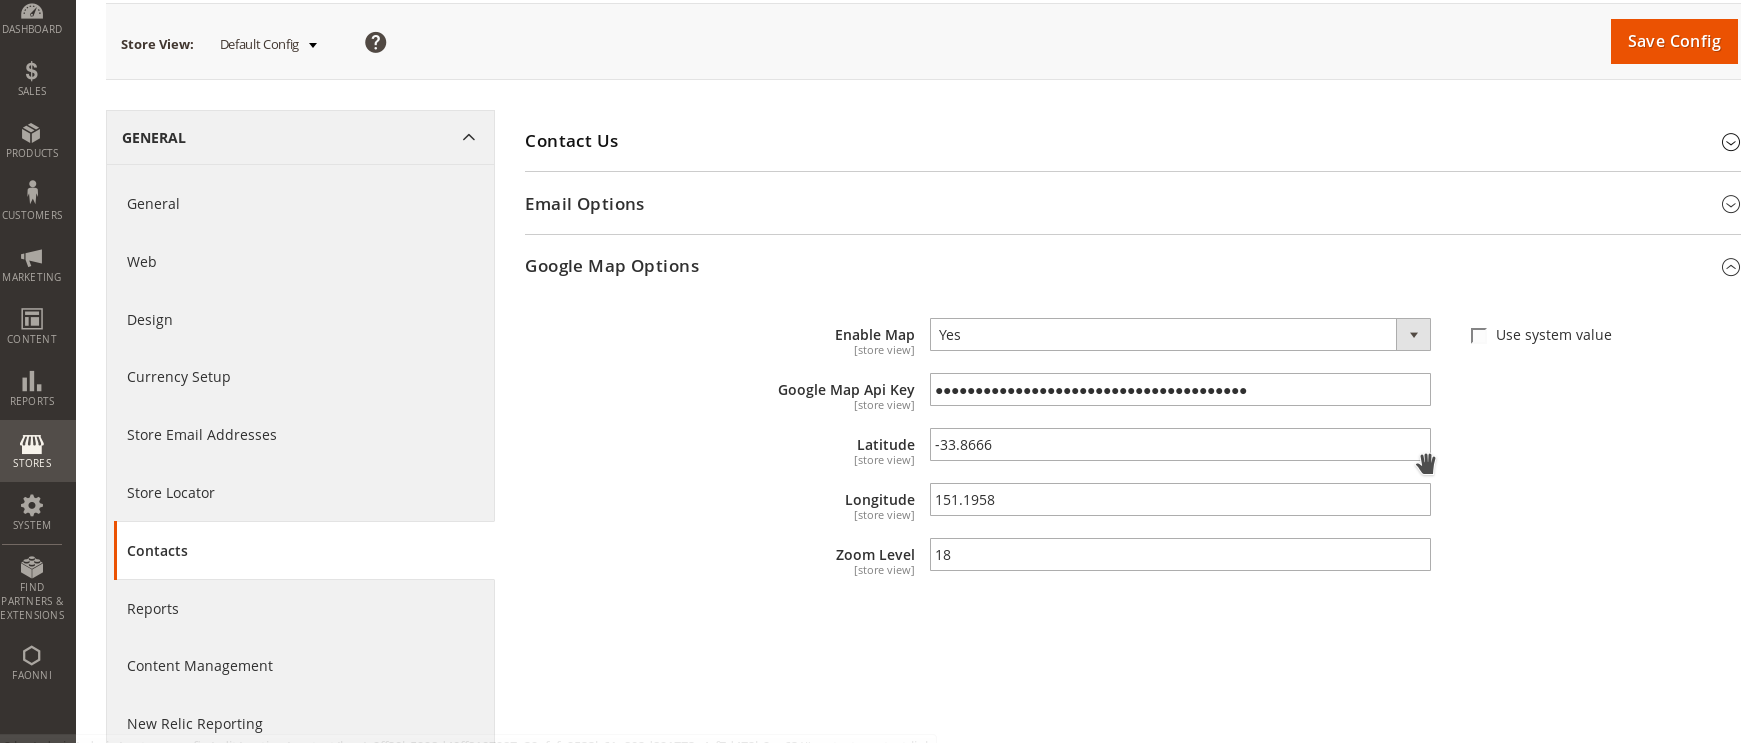 DASHBOARD
SALES
PRODUCTS
CUSTOMERS
MARKETING
CONTENT
REPORTS
STORES
SYSTEM
FIND
PARTNERS &
EXTENSIONS
FAONNI
Store View: Default Config ?
Save Config
GENERAL
General
Web
Design
Currency Setup
Store Email Addresses
Store Locator
Contacts
Reports
Content Management
New Relic Reporting
Contact Us
Email Options
Google Map Options
Enable Map Yes Use system value
[store view]
Google Map Api Key •••••••••••••••••••••••••••••••••••••••
[store view]
Latitude -33.8666
[store view]
Longitude 151.1958
[store view]
Zoom Level 18
[store view]